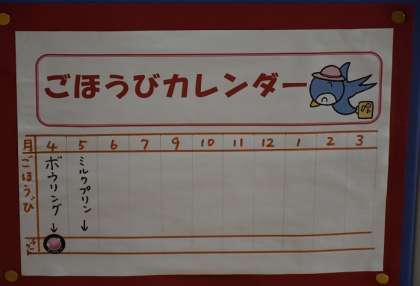 ごほうびカレンダー
月 4 5 6 7 8 9 10 11 12 1 2 3
ごほうび
ボウリング↓
ミルクプリン↓